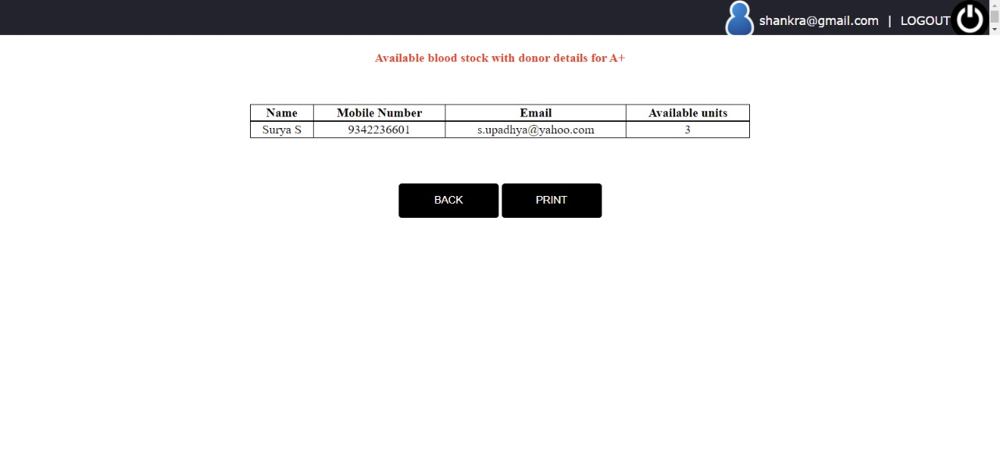 shankra@gmail.com | LOGOUT
Available blood stock with donor details for A+
Name Mobile Number Email Available units
Surya S 9342236601 s.upadhya@yahoo.com 3
BACK PRINT